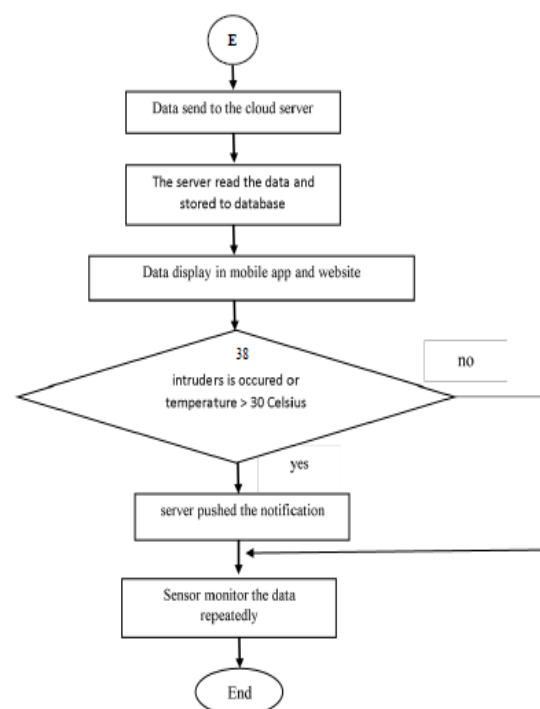 E
Data send to the cloud server
The server read the data and
stored to database
Data display in mobile app and website
38
intruders is occured or
temperature > 30 Celsius
no
yes
server pushed the notification
Sensor monitor the data
repeatedly
End